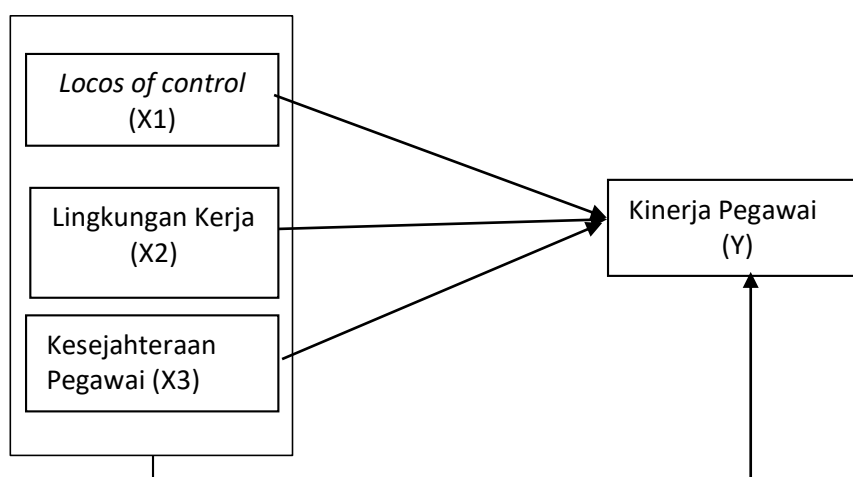 Locos of control
(X1)
Lingkungan Kerja
(X2)
Kesejahteraan
Pegawai (X3)
Kinerja Pegawai
(Y)